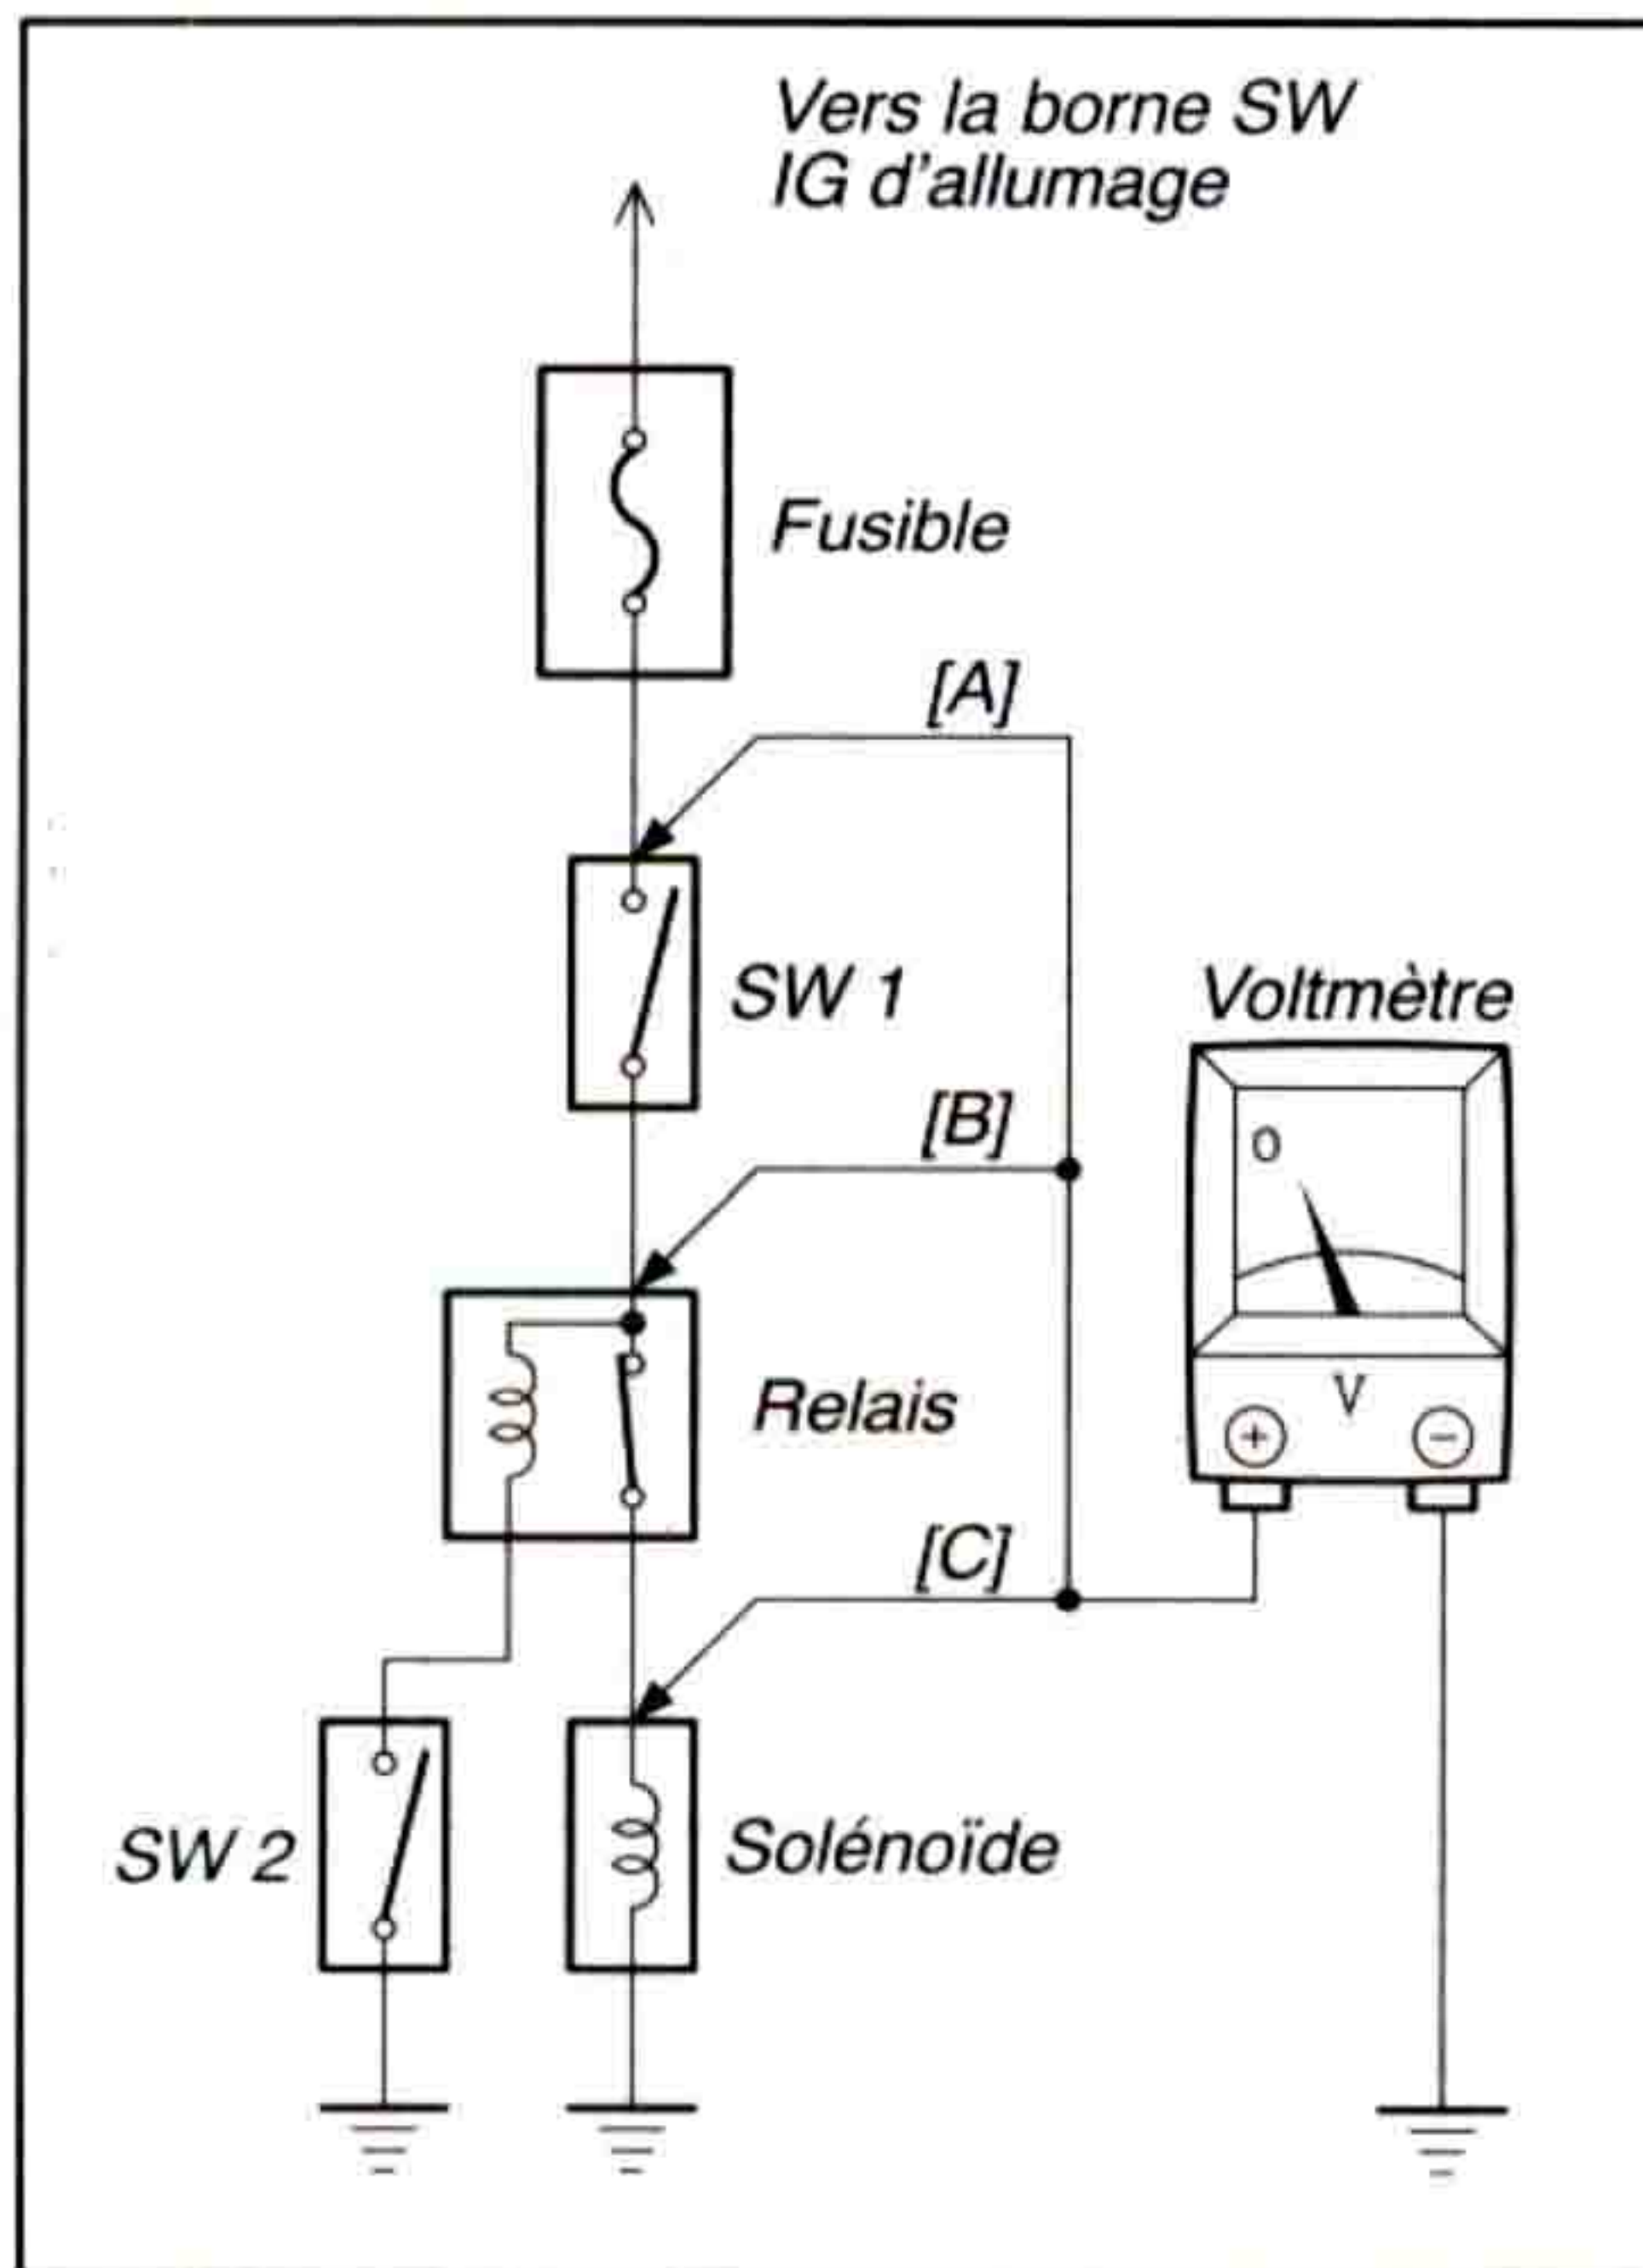 Vers la borne SW
IG d'allumage
Fusible
[A]
SW 1
Voltmètre
[B]
0
Relais
V
+
−
[C]
SW 2
Solénoïde